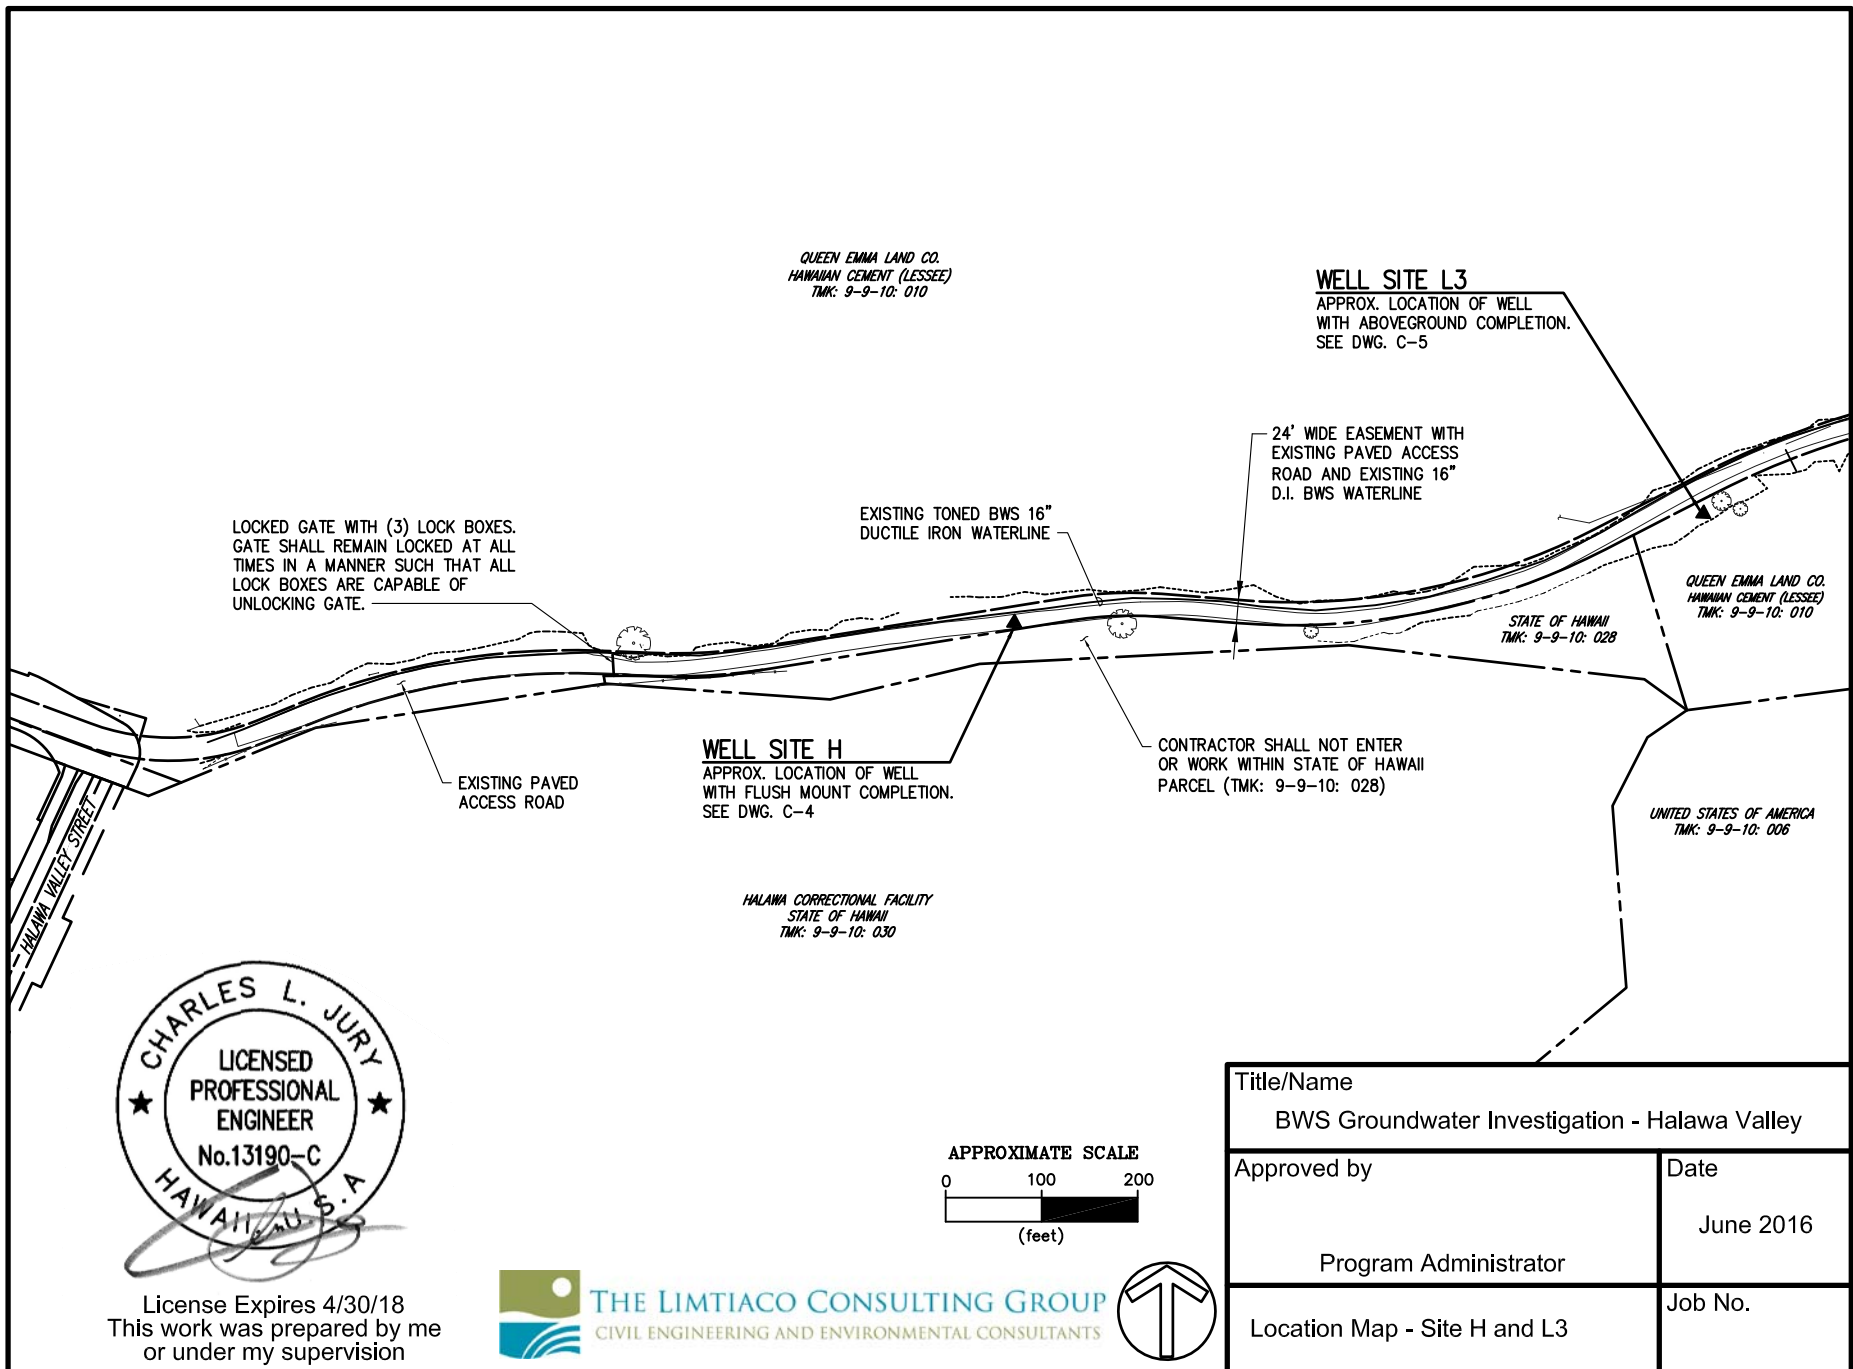 QUEEN EMMA LAND CO.
HAWAIIAN CEMENT (LESSEE)
TMK: 9-9-10: 010
WELL SITE L3
APPROX. LOCATION OF WELL
WITH ABOVEGROUND COMPLETION.
SEE DWG. C-5
24' WIDE EASEMENT WITH
EXISTING PAVED ACCESS
ROAD AND EXISTING 16"
D.I. BWS WATERLINE
EXISTING TONED BWS 16"
DUCTILE IRON WATERLINE
LOCKED GATE WITH (3) LOCK BOXES.
GATE SHALL REMAIN LOCKED AT ALL
TIMES IN A MANNER SUCH THAT ALL
LOCK BOXES ARE CAPABLE OF
UNLOCKING GATE.
QUEEN EMMA LAND CO.
HAWAIIAN CEMENT (LESSEE)
TMK: 9-9-10: 010
STATE OF HAWAII
TMK: 9-9-10: 028
WELL SITE H
APPROX. LOCATION OF WELL
WITH FLUSH MOUNT COMPLETION.
SEE DWG. C-4
CONTRACTOR SHALL NOT ENTER
OR WORK WITHIN STATE OF HAWAII
PARCEL (TMK: 9-9-10: 028)
EXISTING PAVED
ACCESS ROAD
UNITED STATES OF AMERICA
TMK: 9-9-10: 006
HALAWA VALLEY STREET
HALAWA CORRECTIONAL FACILITY
STATE OF HAWAII
TMK: 9-9-10: 030
CHARLES L. JURY
LICENSED
PROFESSIONAL
ENGINEER
No.13190-C
HAWAII, U.S.A
License Expires 4/30/18
This work was prepared by me
or under my supervision
APPROXIMATE SCALE
0 100 200
(feet)
THE LIMTIACO CONSULTING GROUP
CIVIL ENGINEERING AND ENVIRONMENTAL CONSULTANTS
Title/Name
BWS Groundwater Investigation - Halawa Valley
Approved by
Program Administrator
Date
June 2016
Location Map - Site H and L3
Job No.